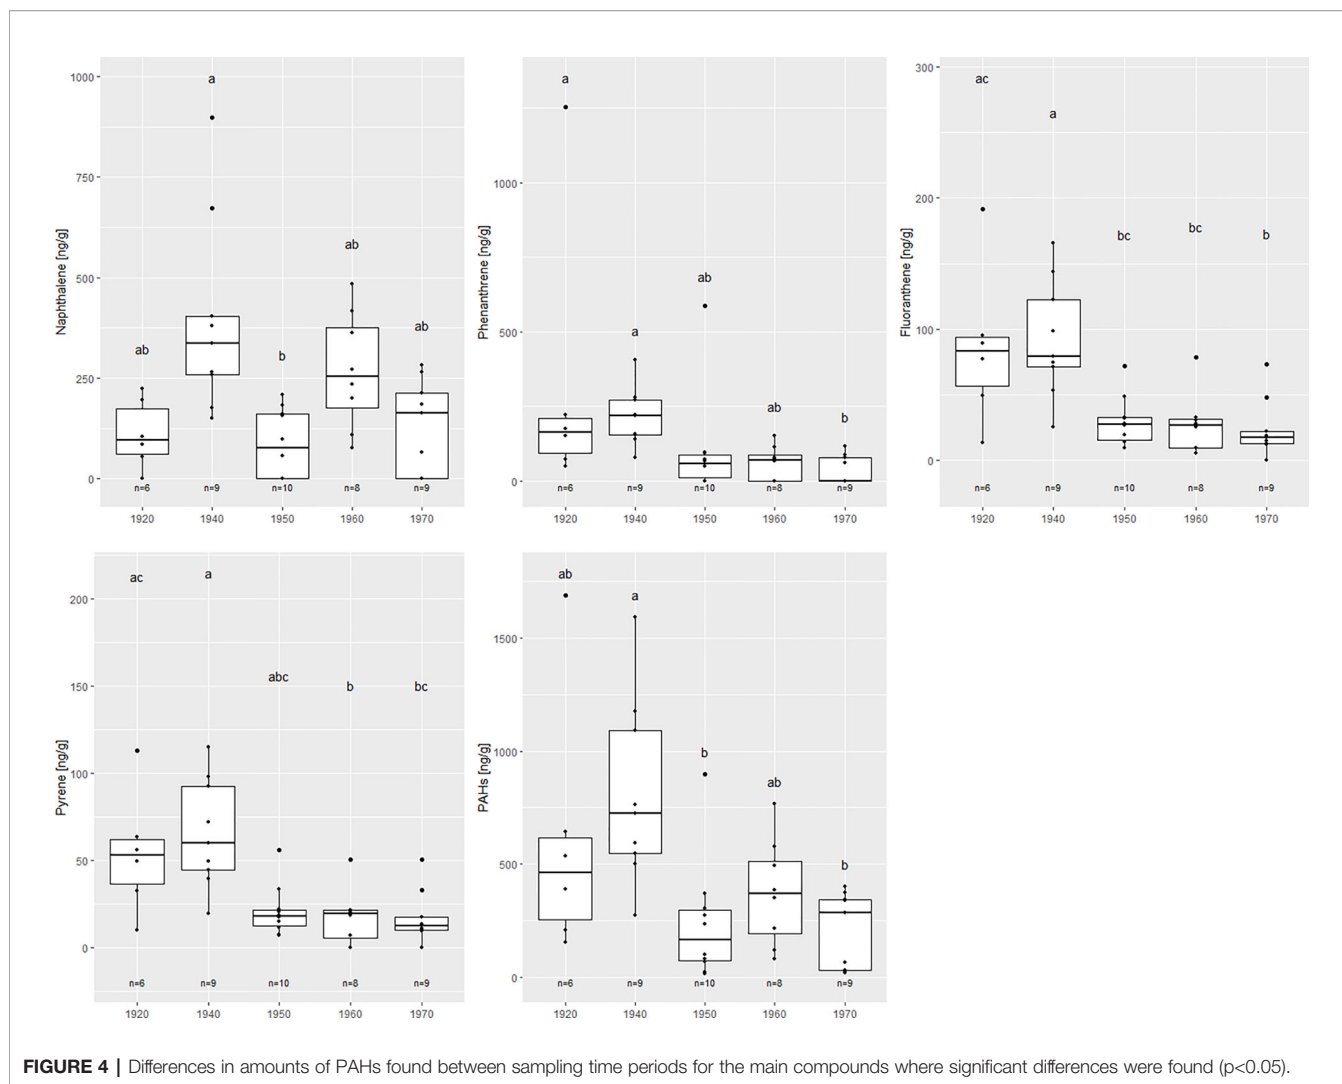 a
1000
750
500
250
0
Naphthalene [ng/g]
ab
b
ab
ab
n=6 n=9 n=10 n=8 n=9
1920 1940 1950 1960 1970
a
1000
500
0
Phenanthrene [ng/g]
a
ab
ab
b
n=6 n=9 n=10 n=8 n=9
1920 1940 1950 1960 1970
300
200
100
0
Fluoranthene [ng/g]
ac
a
bc
bc
b
n=6 n=9 n=10 n=8 n=9
1920 1940 1950 1960 1970
200
150
100
50
0
Pyrene [ng/g]
ac
a
abc
b
bc
n=6 n=9 n=10 n=8 n=9
1920 1940 1950 1960 1970
1500
1000
500
0
PAHs [ng/g]
ab
a
b
ab
b
n=6 n=9 n=10 n=8 n=9
1920 1940 1950 1960 1970
FIGURE 4 | Differences in amounts of PAHs found between sampling time periods for the main compounds where significant differences were found (p<0.05).